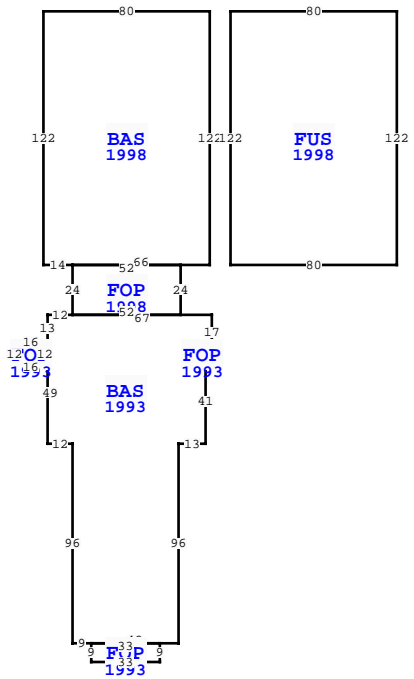 80 80
122 BAS 122 122 FUS 122
1998 1998
14 52 66 80
24 FOP 24
1998
12 52 67
13 17
16 FOP
12 12 1993
16
1993
49 BAS 41
1993
12 13
96 96
9 33
9 FOP 9
33
1993